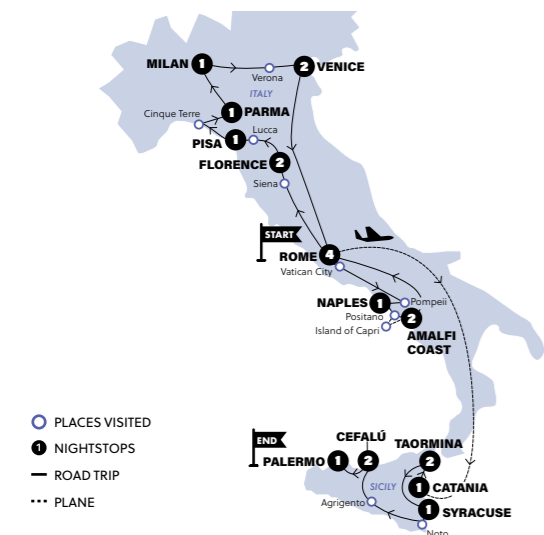 MILAN 1
2 VENICE
Verona
ITALY
Cinque Terre
1 PARMA
Lucca
PISA 1
FLORENCE 2
Siena
START
ROME 4
Vatican City
NAPLES 1
Pompeii
Positano
2
Island of Capri
AMALFI
COAST
PLACES VISITED
1 NIGHTSTOPS
ROAD TRIP
PLANE
END
CEFALÚ
TAORMINA
PALERMO 1
2
2
SICILY
1 CATANIA
Agrigento
1 SYRACUSE
Noto